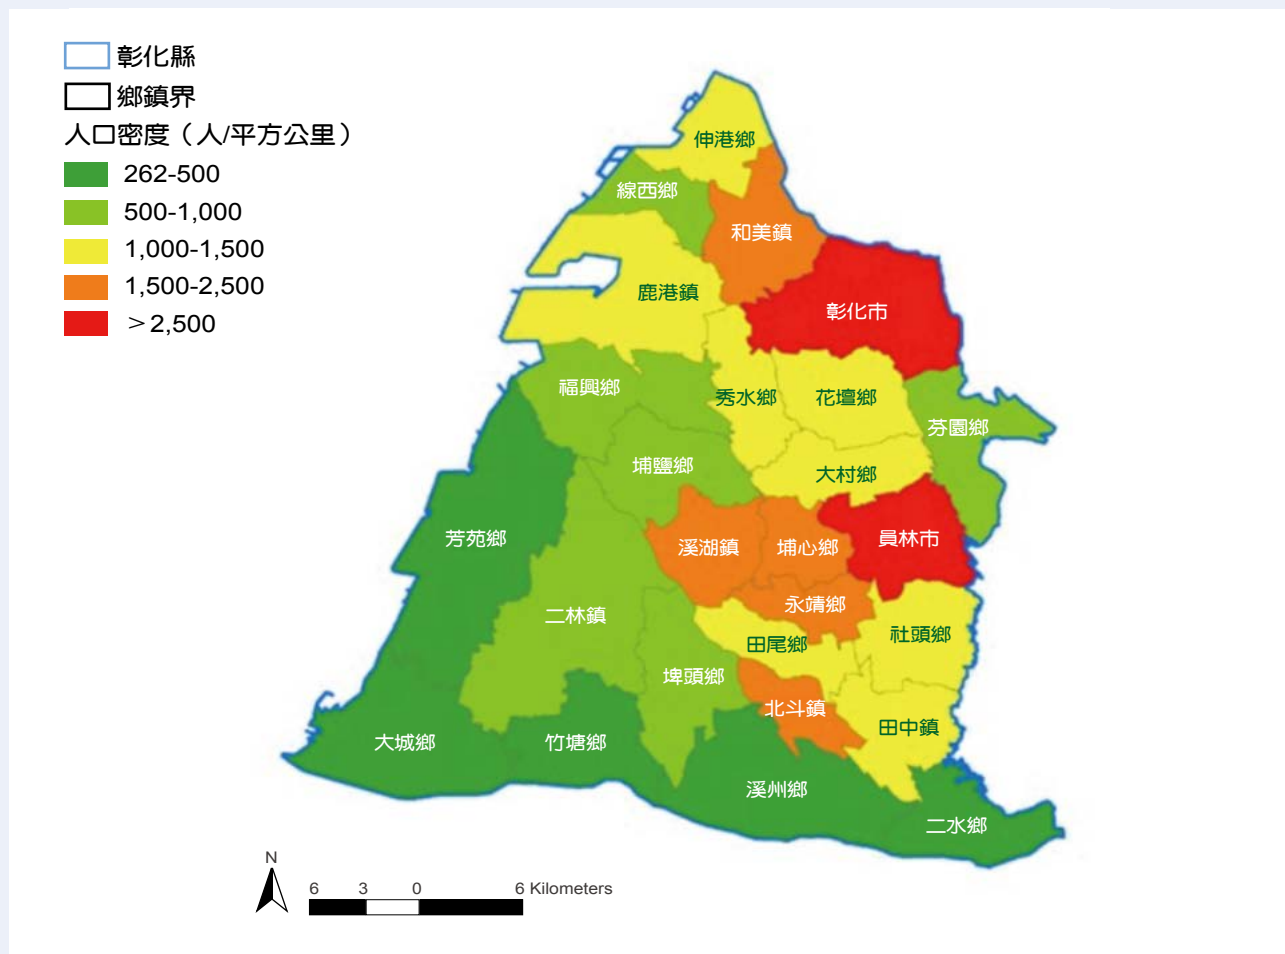 彰化縣
鄉鎮界
人口密度（人/平方公里）
262-500
500-1,000
1,000-1,500
1,500-2,500
＞2,500
伸港鄉
線西鄉
和美鎮
鹿港鎮
彰化市
福興鄉
秀水鄉
花壇鄉
芬園鄉
埔鹽鄉
大村鄉
芳苑鄉
溪湖鎮
埔心鄉
員林市
二林鎮
永靖鄉
田尾鄉
社頭鄉
埤頭鄉
北斗鎮
田中鎮
大城鄉
竹塘鄉
溪州鄉
二水鄉
N
6 3 0 6 Kilometers